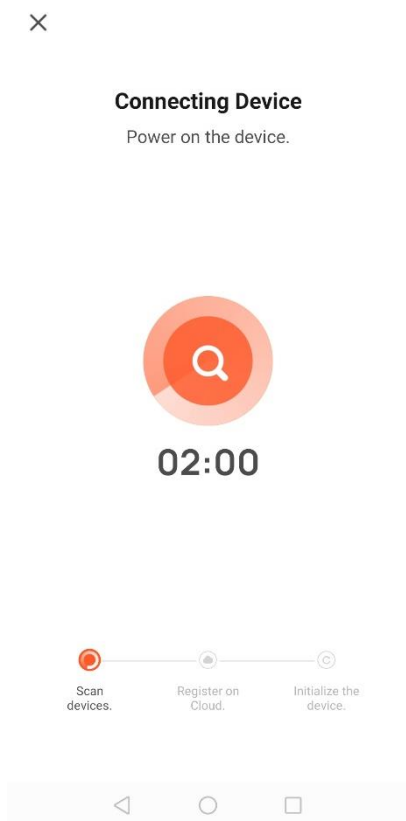 Connecting Device
Power on the device.
02:00
Scan
devices.
Register on
Cloud.
Initialize the
device.